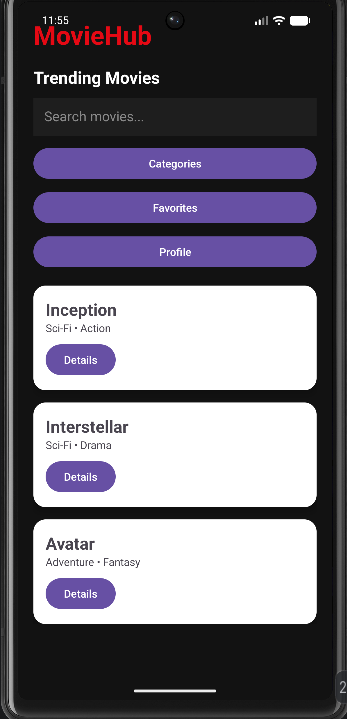 11:55
MovieHub
Trending Movies
Search movies...
Categories
Favorites
Profile
Inception
Sci-Fi • Action
Details
Interstellar
Sci-Fi • Drama
Details
Avatar
Adventure • Fantasy
Details
2